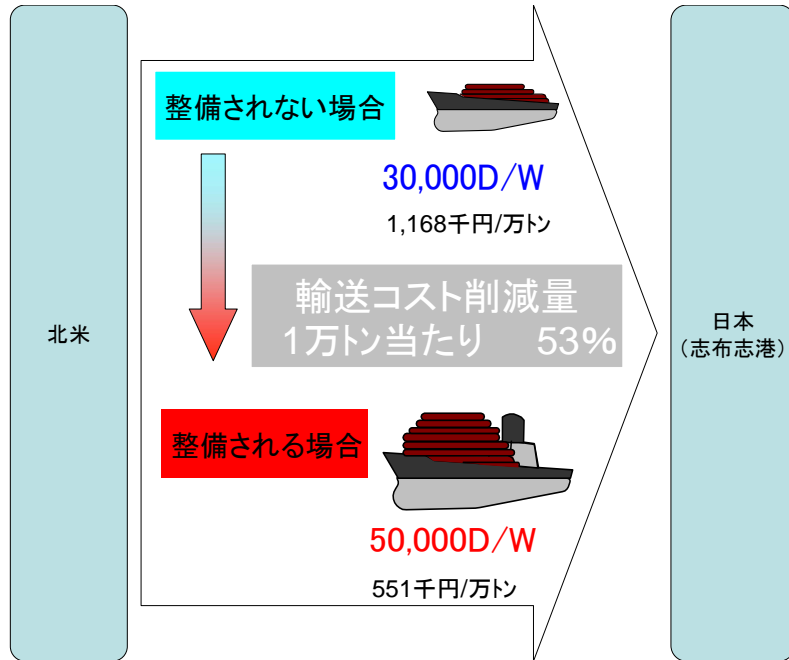 整備されない場合
30,000D/W
1,168千円/万トン
輸送コスト削減量
1万トン当たり　53%
北米
日本
（志布志港）
整備される場合
50,000D/W
551千円/万トン